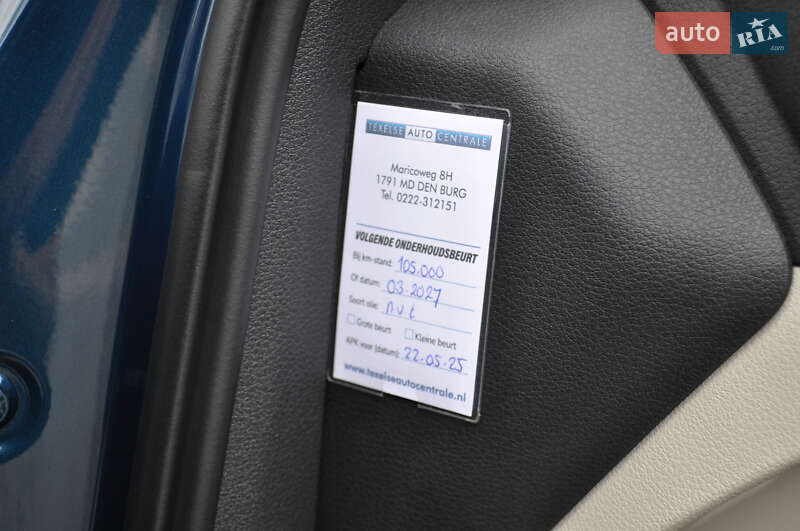 auto RIA .com
TEXELSE AUTO CENTRALE
Maricoweg 8H
1791 MD DEN BURG
Tel. 0222-312151
VOLGENDE ONDERHOUDSBEURT
Bij km-stand: 105.000
Of datum: 03-2027
Soort olie: nvt
Grote beurt Kleine beurt
APK voor (datum): 22-05-25
www.texelseautocentrale.nl